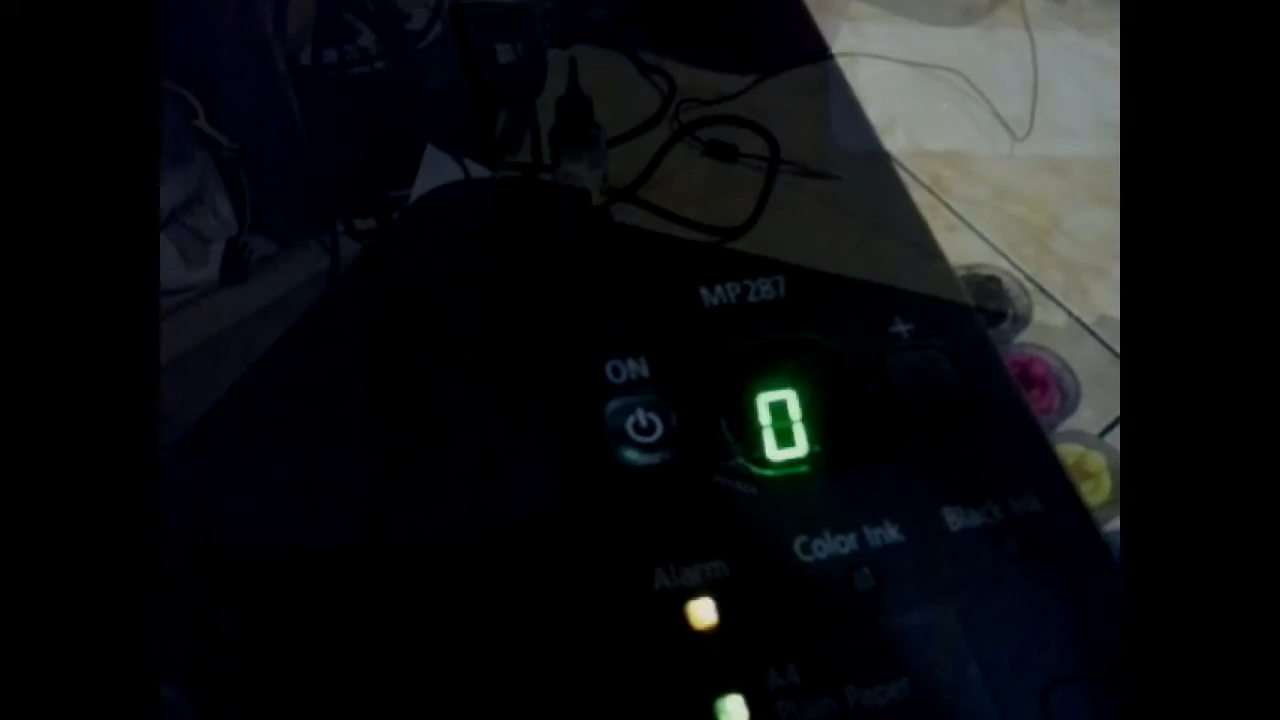 MP287
+
ON
0
Color Ink
Black Ink
Alarm
A4
Plain Paper